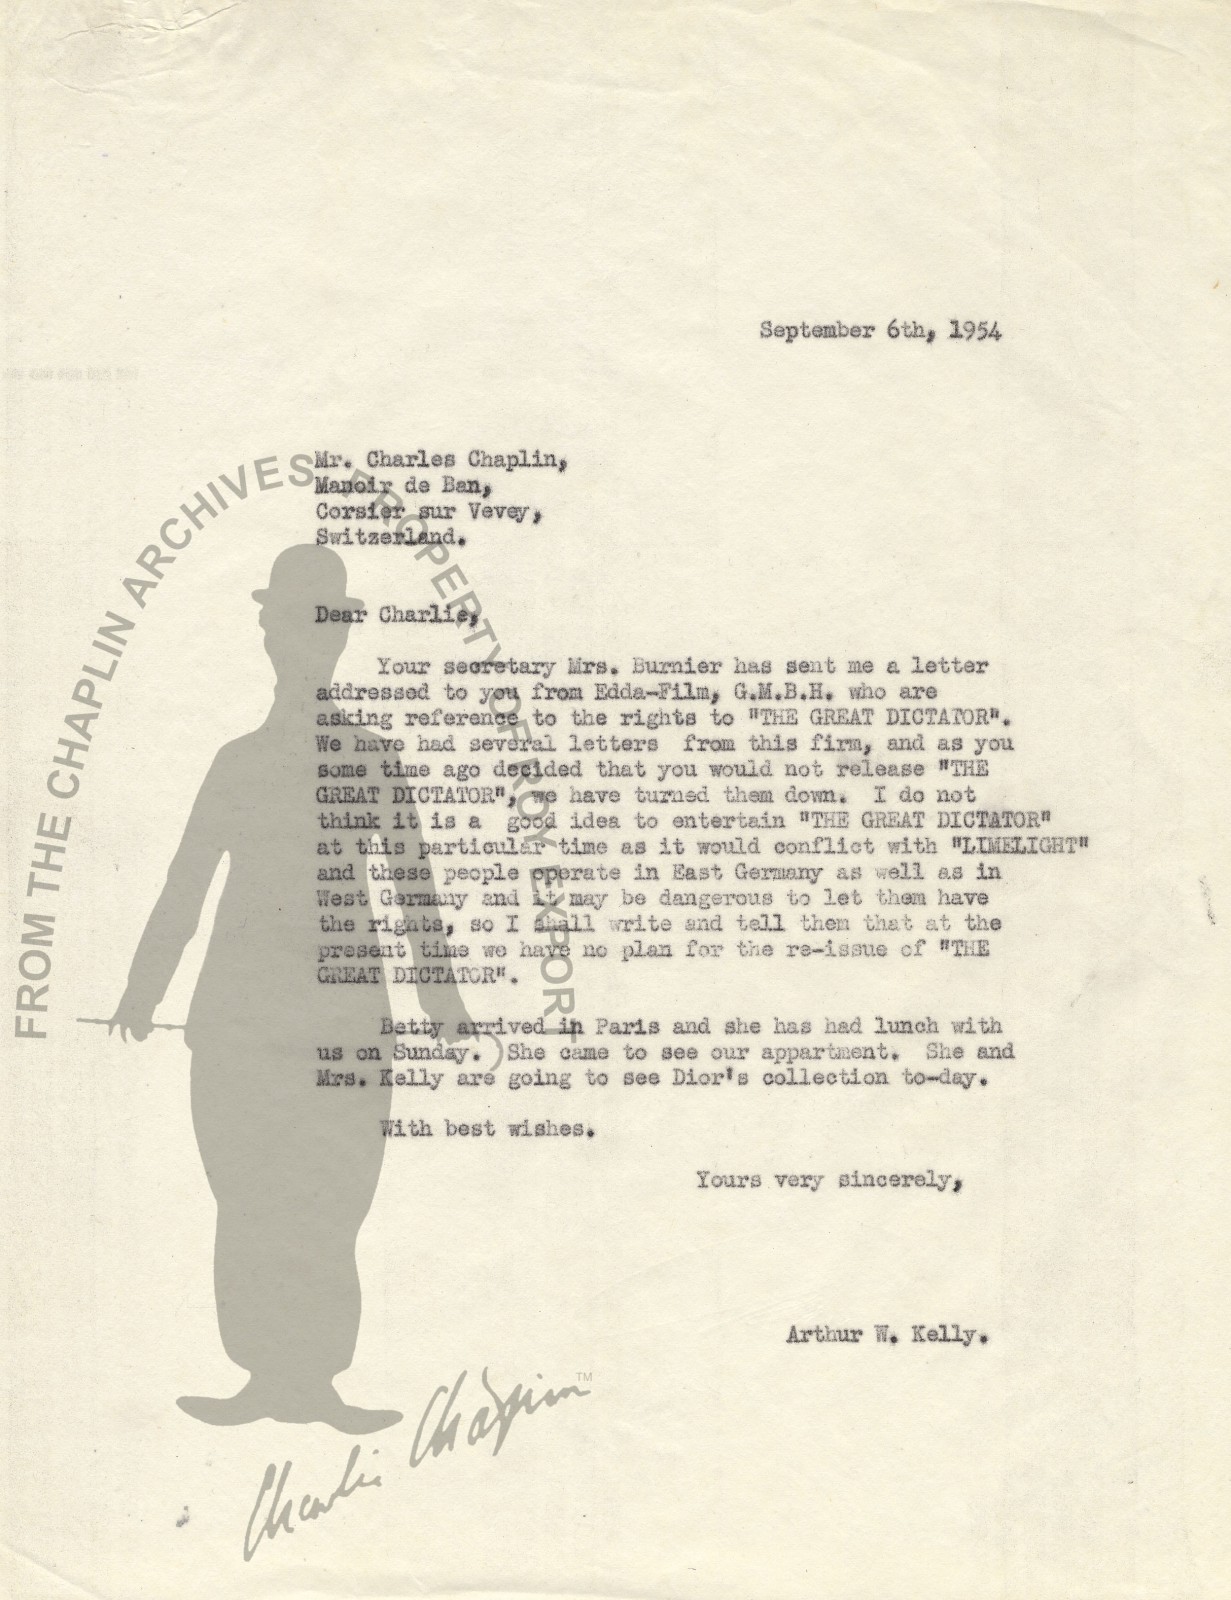 September 6th, 1954
Mr. Charles Chaplin,
Manoir de Ban,
Corsier sur Vevey,
Switzerland.
Dear Charlie,
Your secretary Mrs. Burnier has sent me a letter
addressed to you from Edda-Film, G.M.B.H. who are
asking reference to the rights to "THE GREAT DICTATOR".
We have had several letters from this firm, and as you
some time ago decided that you would not release "THE
GREAT DICTATOR", we have turned them down. I do not
think it is a good idea to entertain "THE GREAT DICTATOR"
at this particular time as it would conflict with "LIMELIGHT"
and these people operate in East Germany as well as in
West Germany and it may be dangerous to let them have
the rights, so I shall write and tell them that at the
present time we have no plan for the re-issue of "THE
GREAT DICTATOR".
Betty arrived in Paris and she has had lunch with
us on Sunday. She came to see our appartment. She and
Mrs. Kelly are going to see Dior's collection to-day.
With best wishes.
Yours very sincerely,
Arthur W. Kelly.
FROM THE CHAPLIN ARCHIVES - PROPERTY OF ROY EXPORT
Charlie Chaplin TM